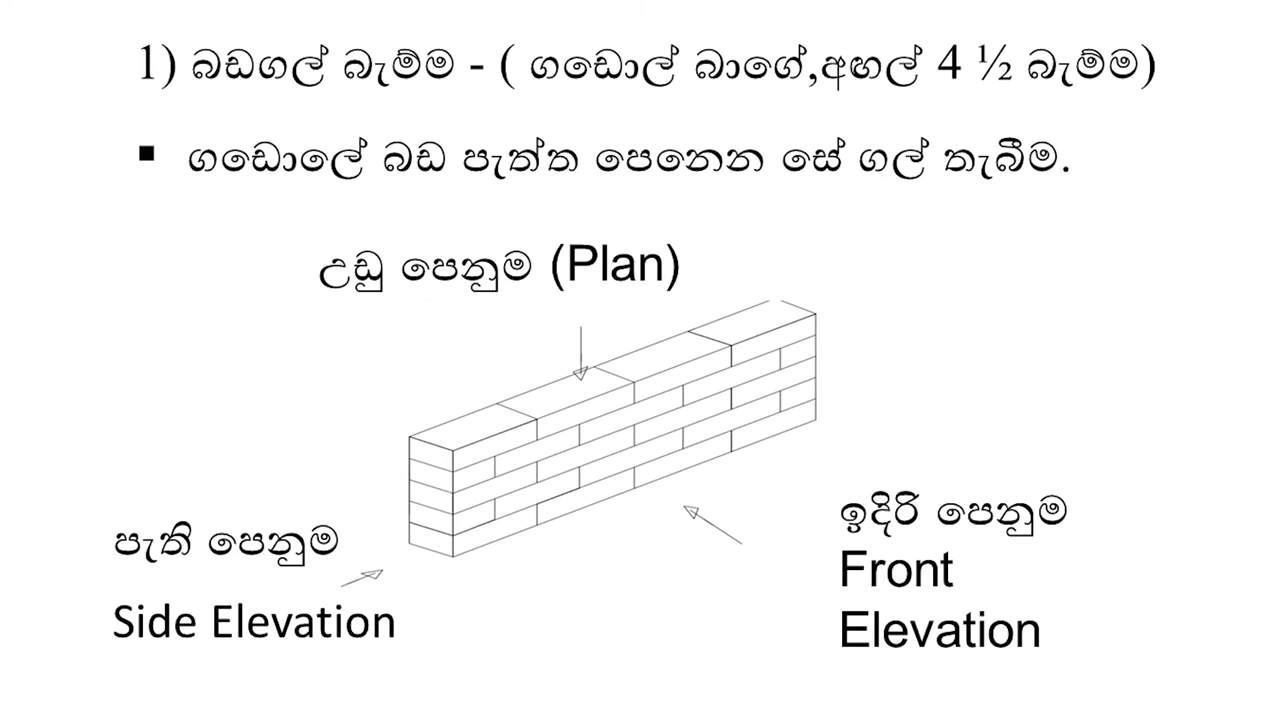 1) බඩගල් බැම්ම - ( ගඩොල් බාගේ,අඟල් 4 ½ බැම්ම)
▪ ගඩොලේ බඩ පැත්ත පෙනෙන සේ ගල් තැබීම.
උඩු පෙනුම (Plan)
පැති පෙනුම
Side Elevation
ඉදිරි පෙනුම
Front
Elevation